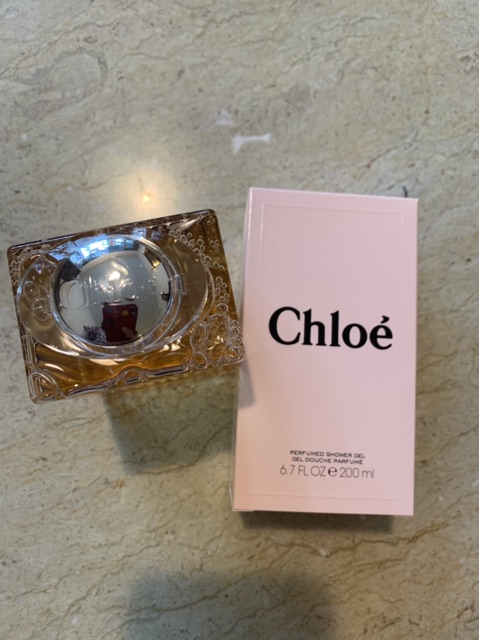 Chloé
PERFUMED SHOWER GEL
GEL DOUCHE PARFUMÉ
6.7 FL OZ ℮ 200 ml